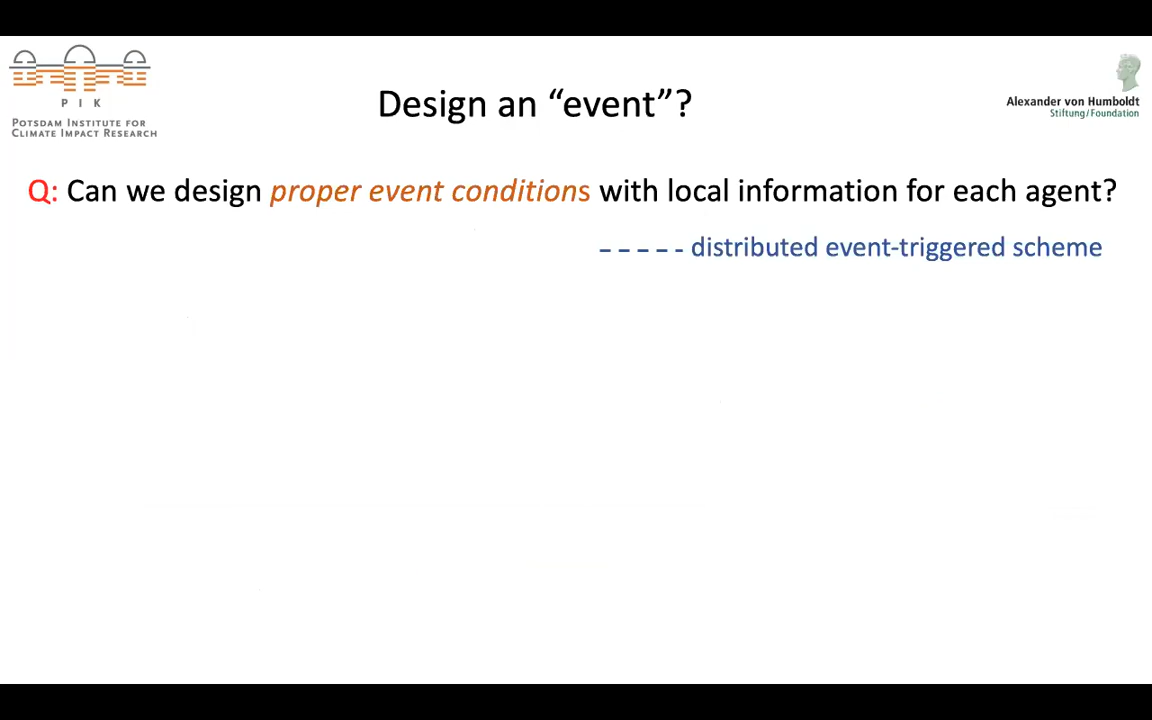 P I K
POTSDAM INSTITUTE FOR
CLIMATE IMPACT RESEARCH
Design an “event”?
Alexander von Humboldt
Stiftung/Foundation
Q: Can we design proper event conditions with local information for each agent?
– – – – - distributed event-triggered scheme